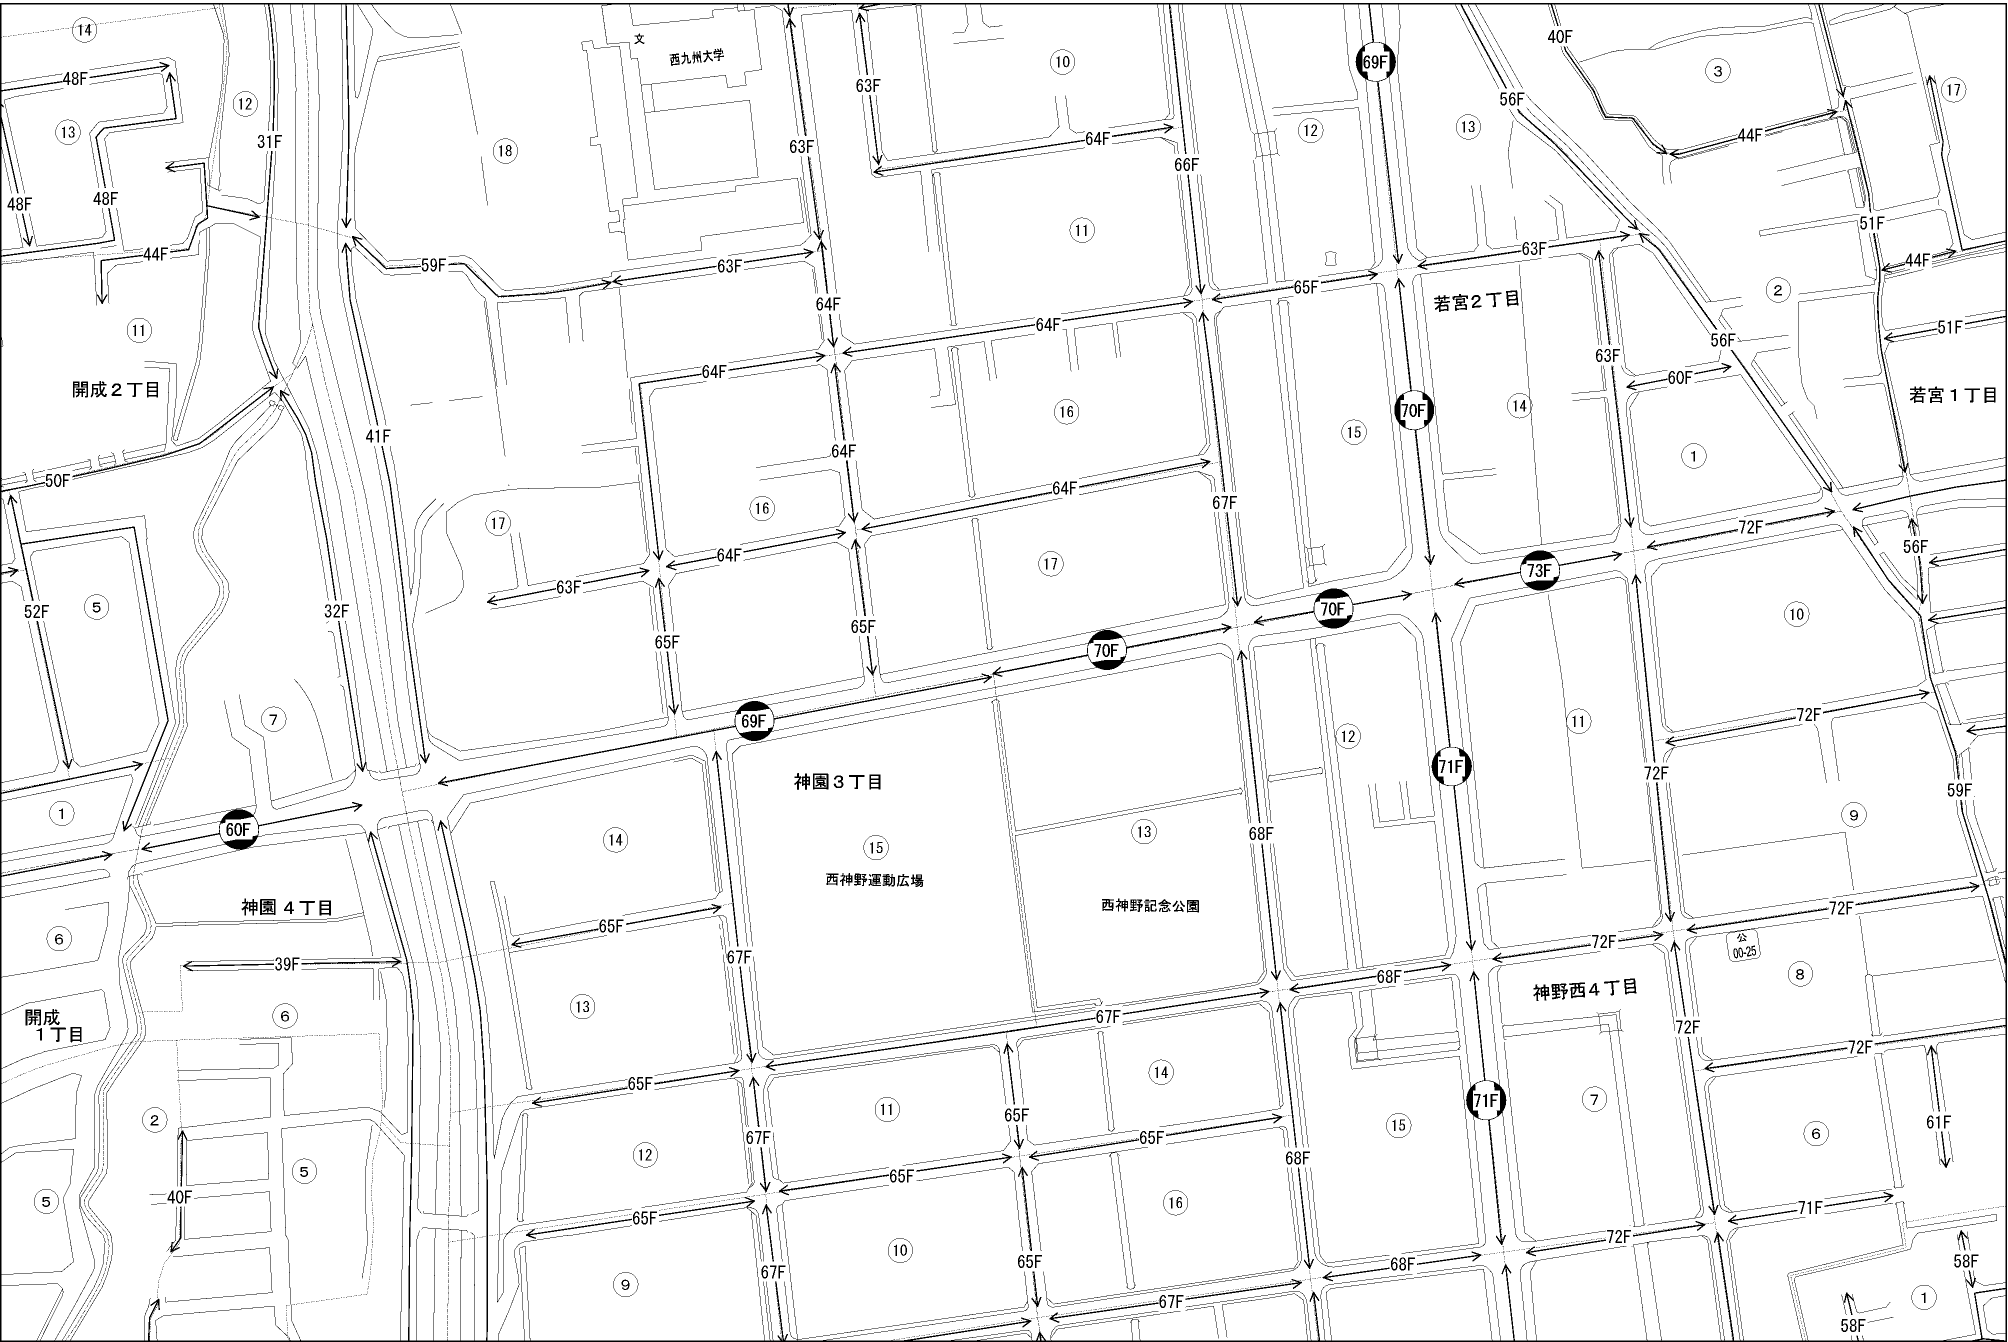 14
48F
12
13
31F
48F
48F
44F
11
開成2丁目
50F
18
文
西九州大学
63F
63F
10
64F
66F
11
59F
63F
64F
64F
65F
69F
12
13
56F
40F
3
17
44F
51F
44F
2
63F
若宮2丁目
51F
56F
63F
60F
若宮1丁目
64F
41F
64F
16
15
70F
14
1
16
64F
67F
17
64F
63F
17
72F
73F
56F
5
52F
32F
65F
65F
70F
70F
10
7
69F
72F
11
12
71F
72F
神園3丁目
1
60F
14
15
西神野運動広場
13
68F
59F
9
西神野記念公園
72F
神園4丁目
65F
6
67F
39F
72F
公
00-25
68F
8
神野西4丁目
13
6
開成
1丁目
67F
72F
72F
14
65F
11
65F
71F
7
2
12
67F
65F
15
61F
6
68F
5
5
40F
65F
16
65F
71F
10
65F
72F
58F
9
67F
68F
67F
1
58F